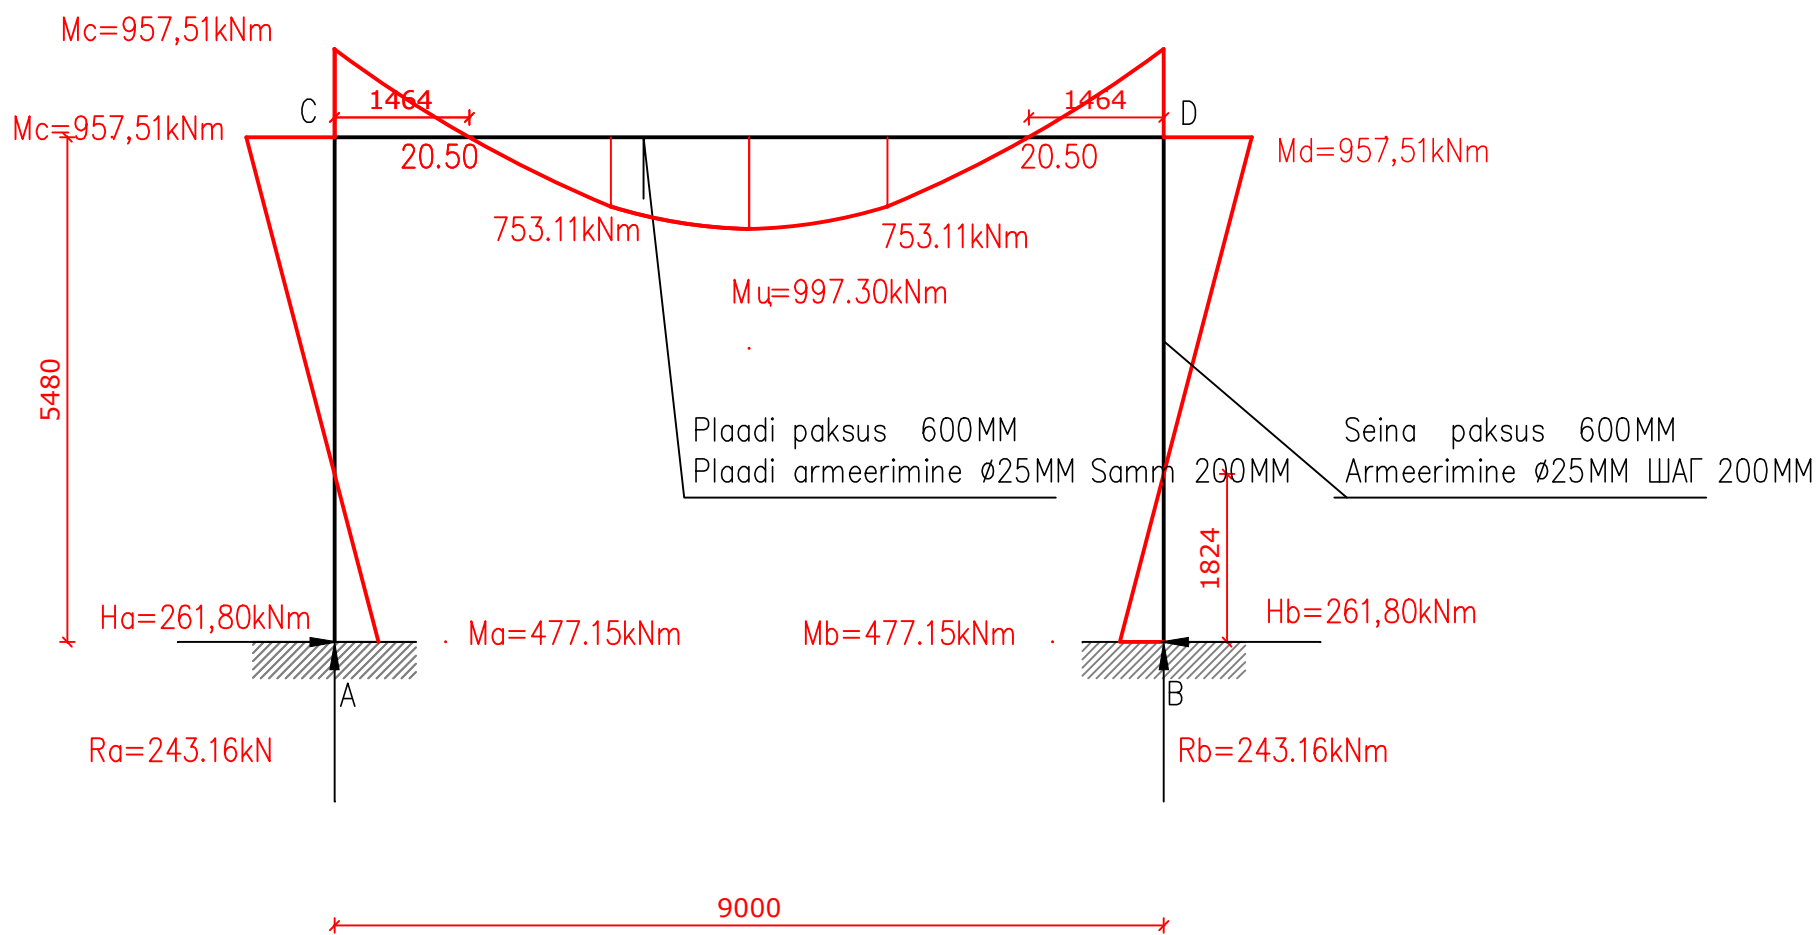 Mc=957,51kNm
C
1464
1464
D
Mc=957,51kNm
20.50
20.50
Md=957,51kNm
753.11kNm
753.11kNm
Mц=997.30kNm
5480
Plaadi paksus 600MM
Plaadi armeerimine ø25MM Samm 200MM
Seina paksus 600MM
Armeerimine ø25MM ШАГ 200MM
1824
Ha=261,80kNm
Ma=477.15kNm
Mb=477.15kNm
Hb=261,80kNm
A
B
Ra=243.16kN
Rb=243.16kNm
9000